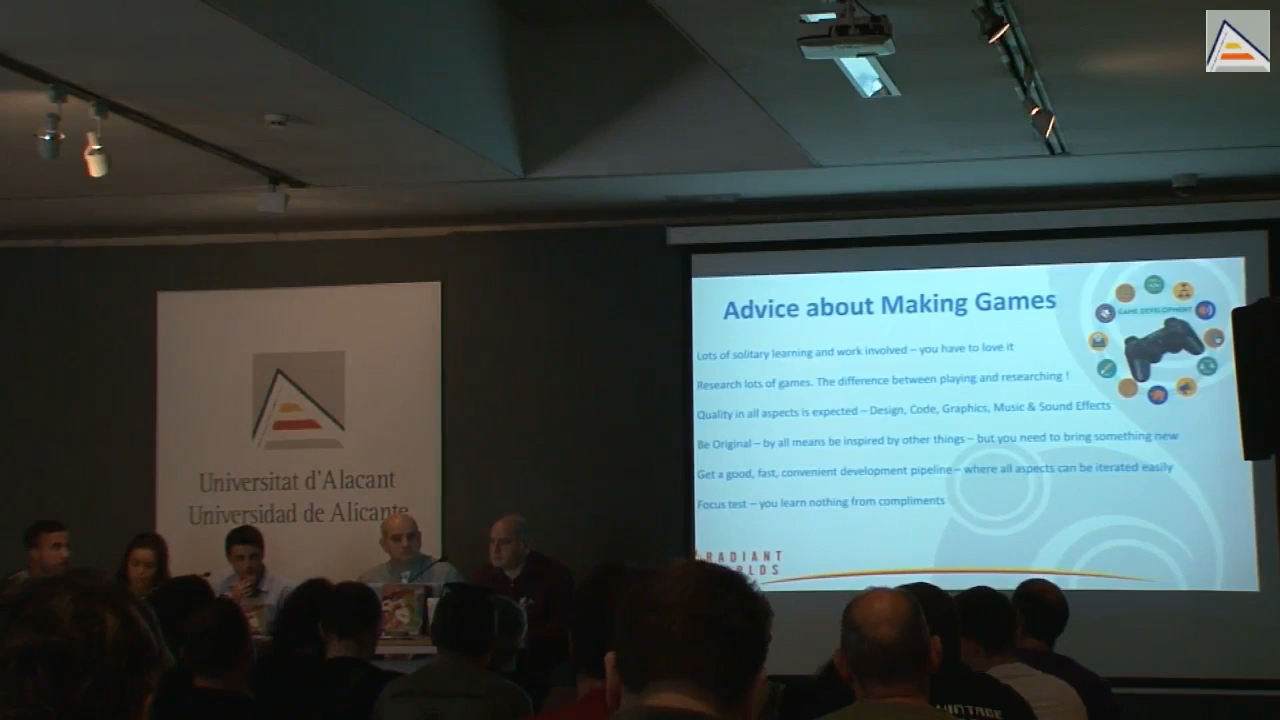 Universitat d'Alacant
Universidad de Alicante
Advice about Making Games
GAME DEVELOPMENT
Lots of solitary learning and work involved – you have to love it
Research lots of games. The difference between playing and researching !
Quality in all aspects is expected – Design, Code, Graphics, Music & Sound Effects
Be Original – by all means be inspired by other things – but you need to bring something new
Get a good, fast, convenient development pipeline – where all aspects can be iterated easily
Focus test – you learn nothing from compliments
RADIANT
RLDS
VINTAGE